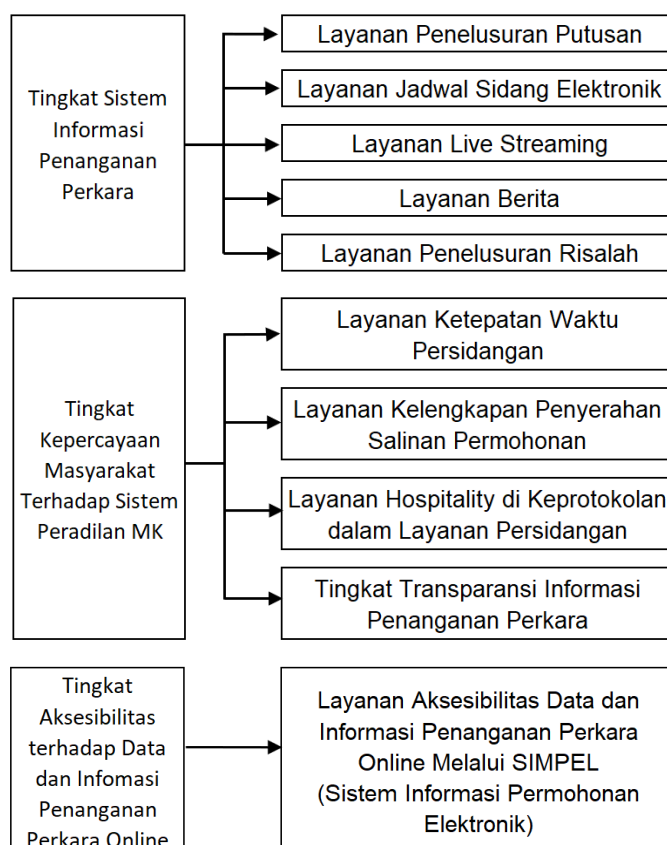 Tingkat Sistem
Informasi
Penanganan
Perkara
Layanan Penelusuran Putusan
Layanan Jadwal Sidang Elektronik
Layanan Live Streaming
Layanan Berita
Layanan Penelusuran Risalah
Tingkat
Kepercayaan
Masyarakat
Terhadap Sistem
Peradilan MK
Layanan Ketepatan Waktu
Persidangan
Layanan Kelengkapan Penyerahan
Salinan Permohonan
Layanan Hospitality di Keprotokolan
dalam Layanan Persidangan
Tingkat Transparansi Informasi
Penanganan Perkara
Tingkat
Aksesibilitas
terhadap Data
dan Infomasi
Penanganan
Perkara Online
Layanan Aksesibilitas Data dan
Informasi Penanganan Perkara
Online Melalui SIMPEL
(Sistem Informasi Permohonan
Elektronik)